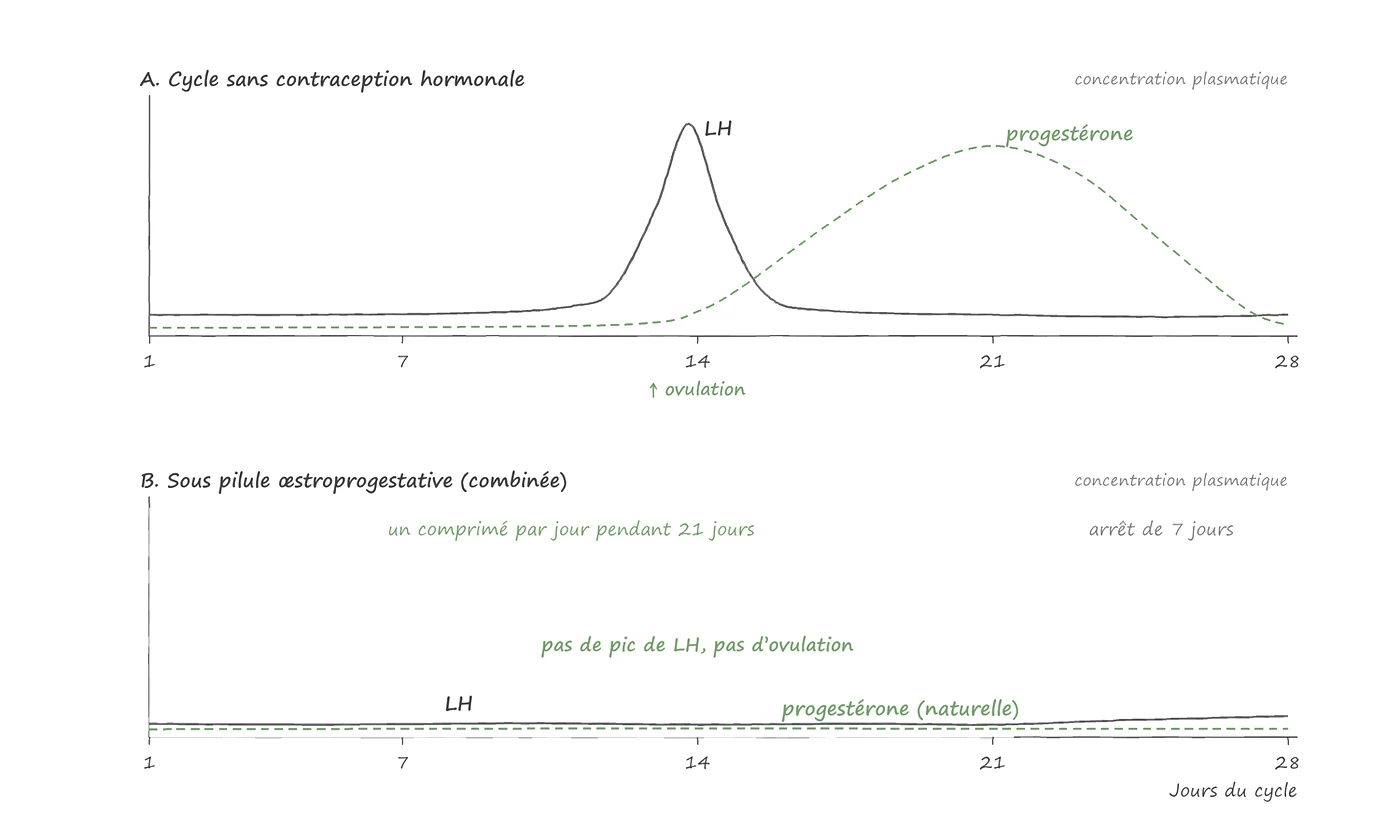 A. Cycle sans contraception hormonale
concentration plasmatique
LH
progestérone
1 7 14 21 28
↑ ovulation
B. Sous pilule œstroprogestative (combinée)
concentration plasmatique
un comprimé par jour pendant 21 jours
arrêt de 7 jours
pas de pic de LH, pas d’ovulation
LH
progestérone (naturelle)
1 7 14 21 28
Jours du cycle